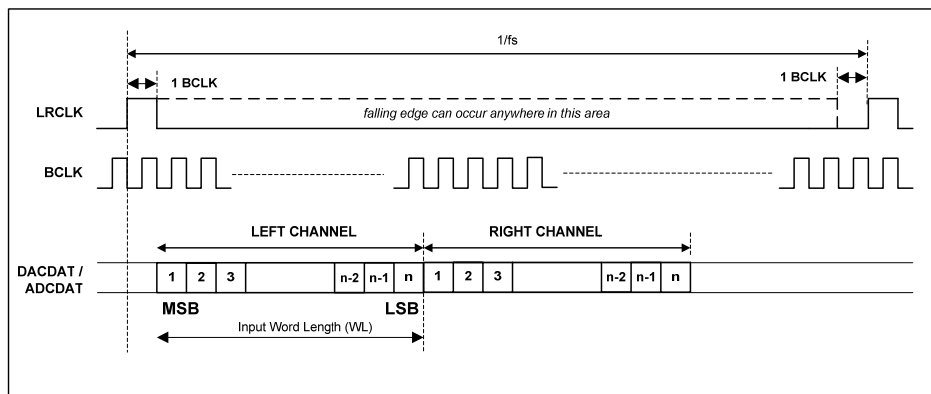 1/fs
1 BCLK
1 BCLK
LRCLK
falling edge can occur anywhere in this area
BCLK
LEFT CHANNEL
RIGHT CHANNEL
DACDAT /
ADCDAT
1 2 3 n-2 n-1 n 1 2 3 n-2 n-1 n
MSB
LSB
Input Word Length (WL)